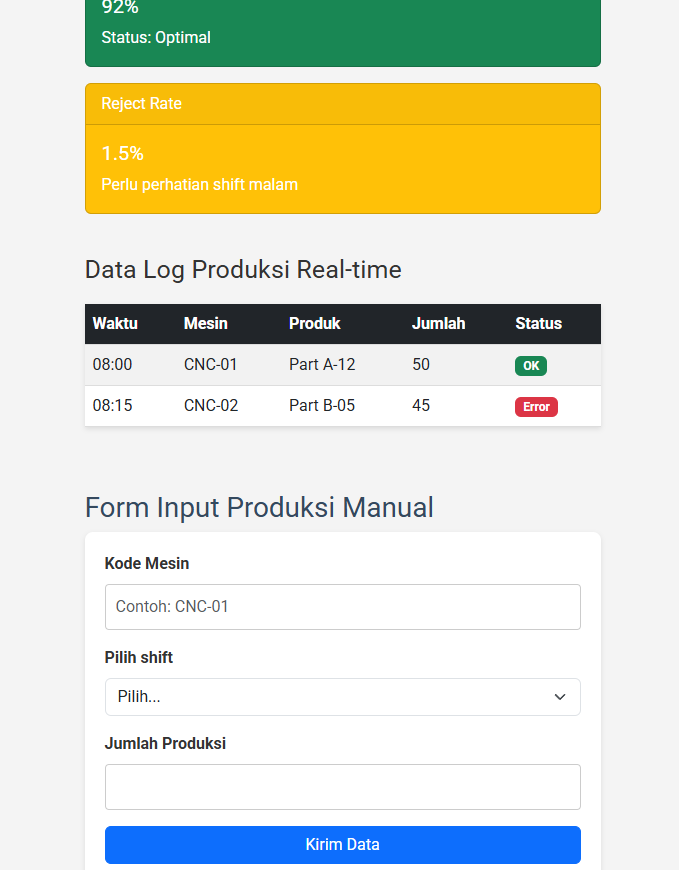 92%
Status: Optimal
Reject Rate
1.5%
Perlu perhatian shift malam
Data Log Produksi Real-time
Waktu Mesin Produk Jumlah Status
08:00 CNC-01 Part A-12 50 OK
08:15 CNC-02 Part B-05 45 Error
Form Input Produksi Manual
Kode Mesin
Contoh: CNC-01
Pilih shift
Pilih...
Jumlah Produksi
Kirim Data